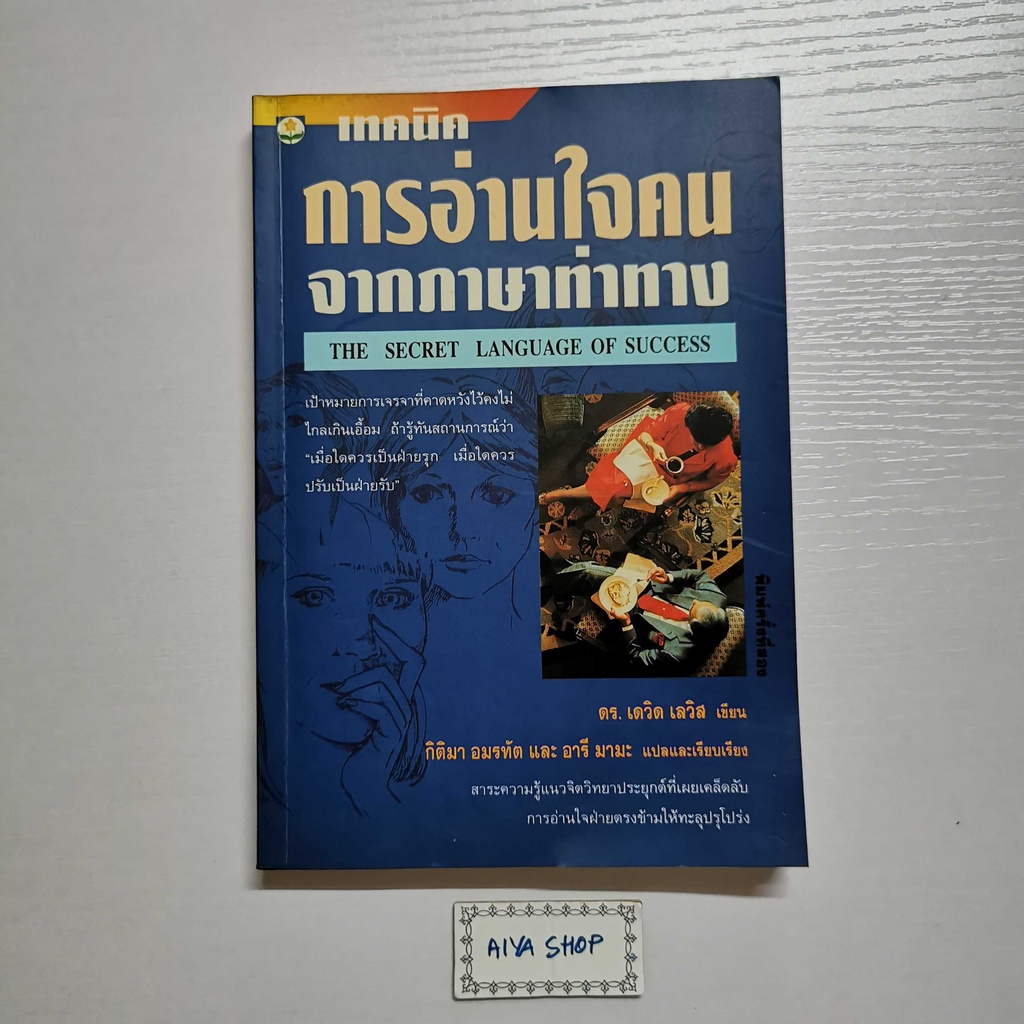 เทคนิค
การอ่านใจคน
จากภาษาท่าทาง
THE SECRET LANGUAGE OF SUCCESS
เป้าหมายการเจรจาที่คาดหวังไว้คงไม่
ไกลเกินเอื้อม ถ้ารู้ทันสถานการณ์ว่า
“เมื่อใดควรเป็นฝ่ายรุก เมื่อใดควร
ปรับเป็นฝ่ายรับ”
พิมพ์ครั้งที่สอง
ดร. เดวิด เลวิส เขียน
กิติมา อมรทัต และ อารี มามะ แปลและเรียบเรียง
สาระความรู้แนวจิตวิทยาประยุกต์ที่เผยเคล็ดลับ
การอ่านใจฝ่ายตรงข้ามให้ทะลุปรุโปร่ง
AIYA SHOP